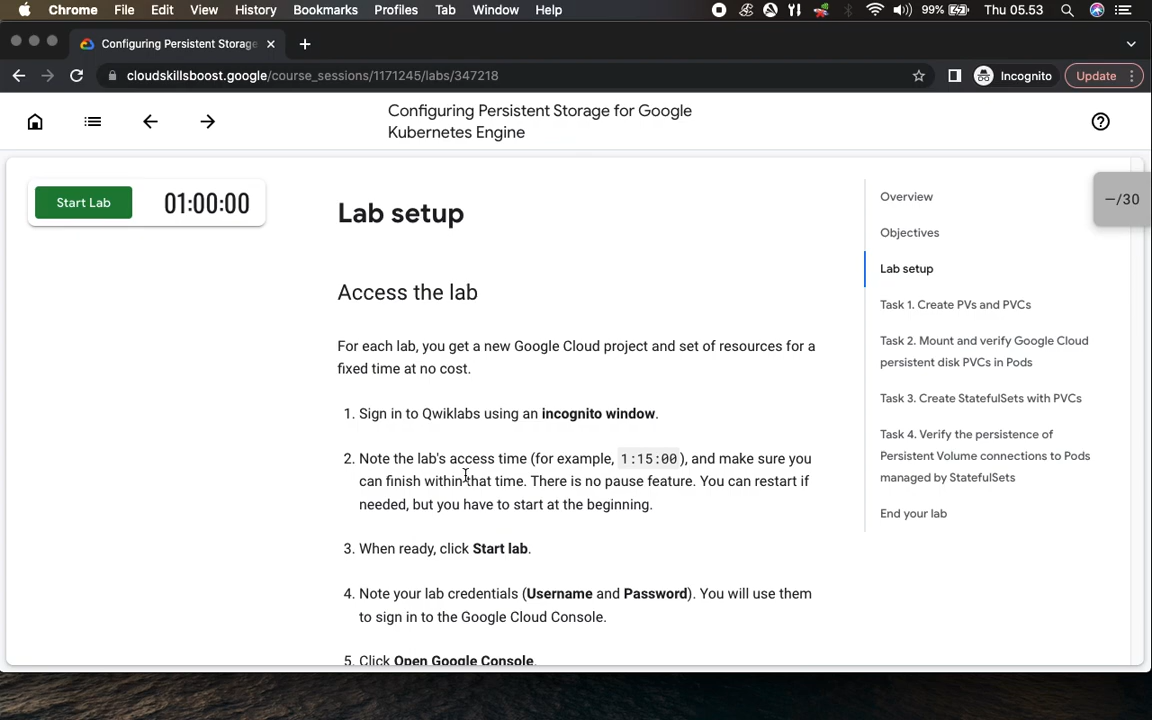 Chrome File Edit View History Bookmarks Profiles Tab Window Help 99% Thu 05.53
Configuring Persistent Storage
cloudskillsboost.google/course_sessions/1171245/labs/347218 Incognito Update
Configuring Persistent Storage for Google
Kubernetes Engine
Start Lab 01:00:00
—/30
Lab setup
Access the lab
For each lab, you get a new Google Cloud project and set of resources for a
fixed time at no cost.
1. Sign in to Qwiklabs using an incognito window.
2. Note the lab's access time (for example, 1:15:00), and make sure you
can finish within that time. There is no pause feature. You can restart if
needed, but you have to start at the beginning.
3. When ready, click Start lab.
4. Note your lab credentials (Username and Password). You will use them
to sign in to the Google Cloud Console.
5. Click Open Google Console.
Overview
Objectives
Lab setup
Task 1. Create PVs and PVCs
Task 2. Mount and verify Google Cloud
persistent disk PVCs in Pods
Task 3. Create StatefulSets with PVCs
Task 4. Verify the persistence of
Persistent Volume connections to Pods
managed by StatefulSets
End your lab